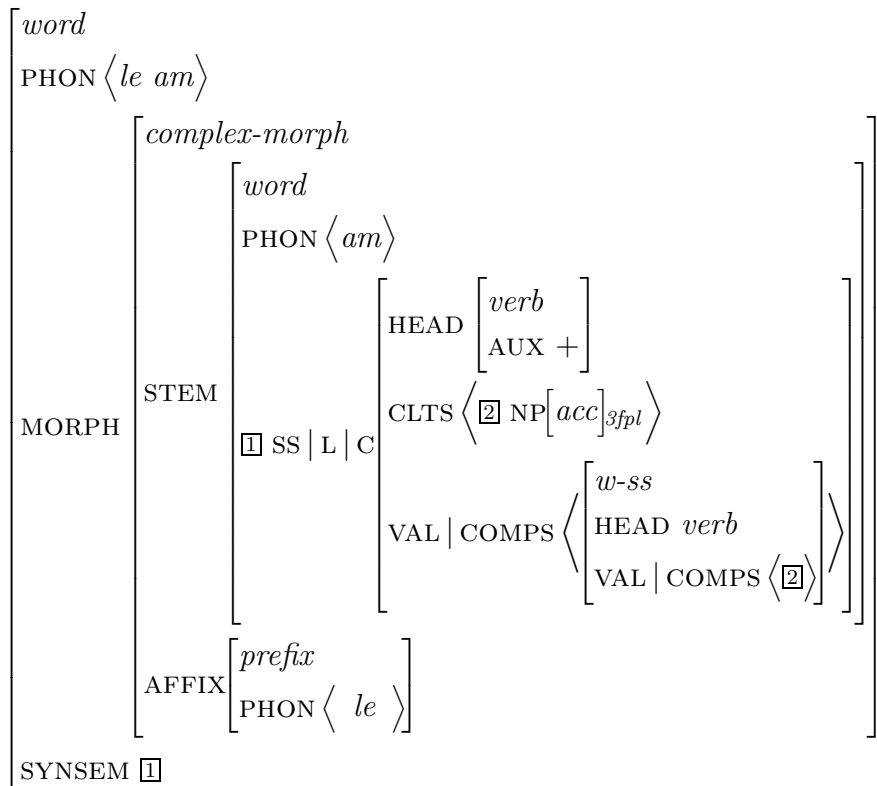 word
PHON ⟨le am⟩
complex-morph
word
PHON ⟨am⟩
HEAD [verb
AUX +]
STEM
CLTS ⟨[2] NP[acc]3fpl⟩
MORPH
[1] SS | L | C
w-ss
VAL | COMPS ⟨HEAD verb⟩
VAL | COMPS ⟨[2]⟩
prefix
AFFIX
PHON ⟨ le ⟩
SYNSEM [1]